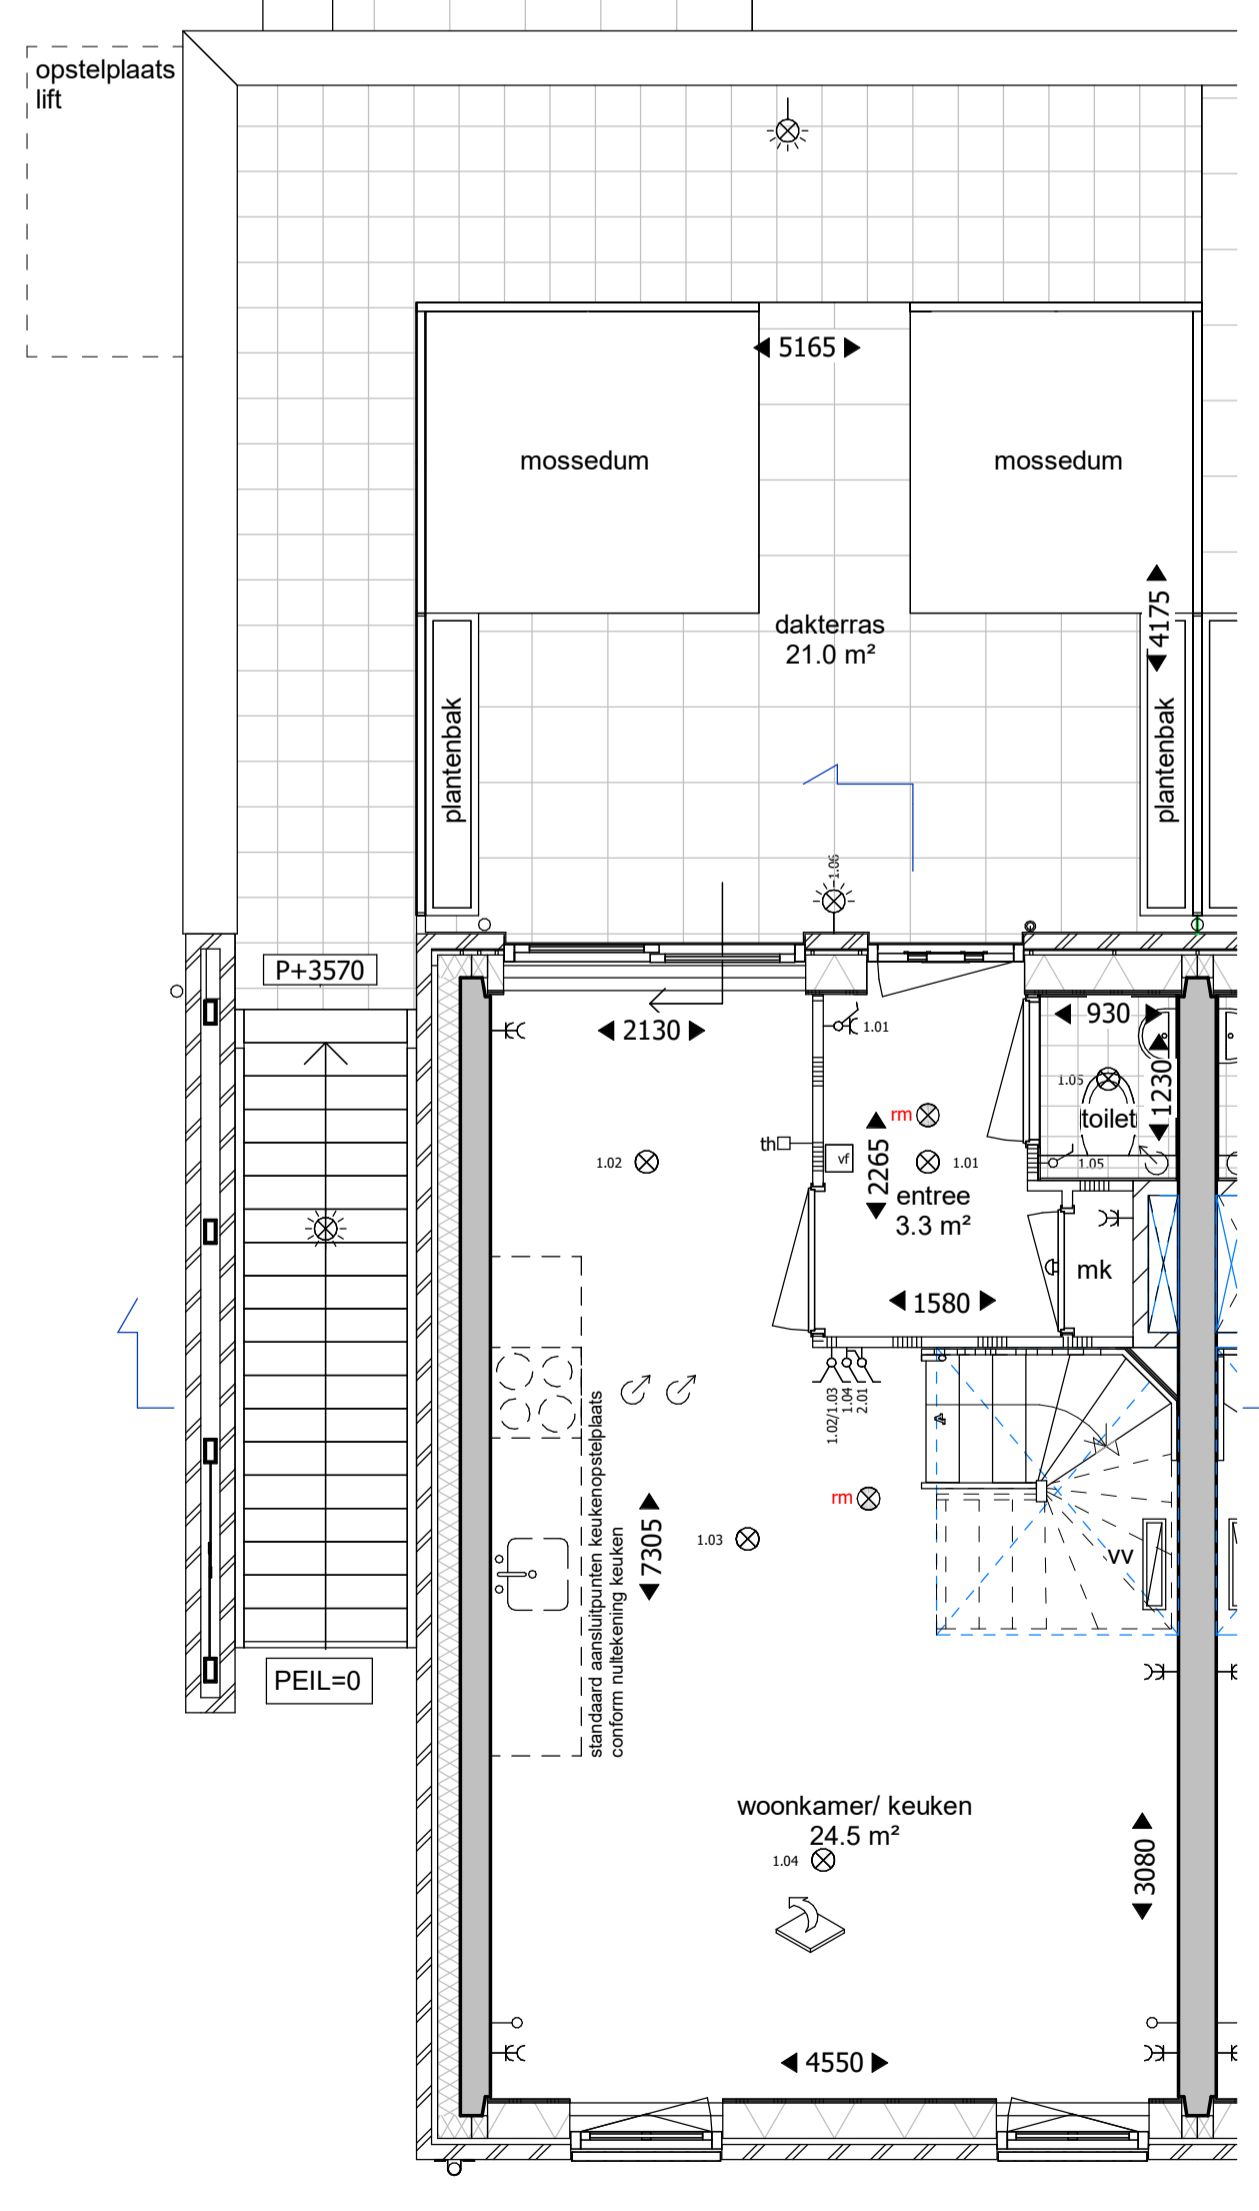 opstelplaats
lift
5165
mossedum
mossedum
4175
dakterras
21.0 m²
plantenbak
plantenbak
1.06
P+3570
2130
1.01
930
1230
1.05
toilet
rm
th
vf
2265
1.02
1.01
1.05
entree
3.3 m²
mk
1580
1.02/1.03
1.04
2.01
standaard aansluitpunten keukenopstelplaats
conform nultekening keuken
rm
7305
1.03
vv
PEIL=0
woonkamer/ keuken
24.5 m²
1.04
3080
4550